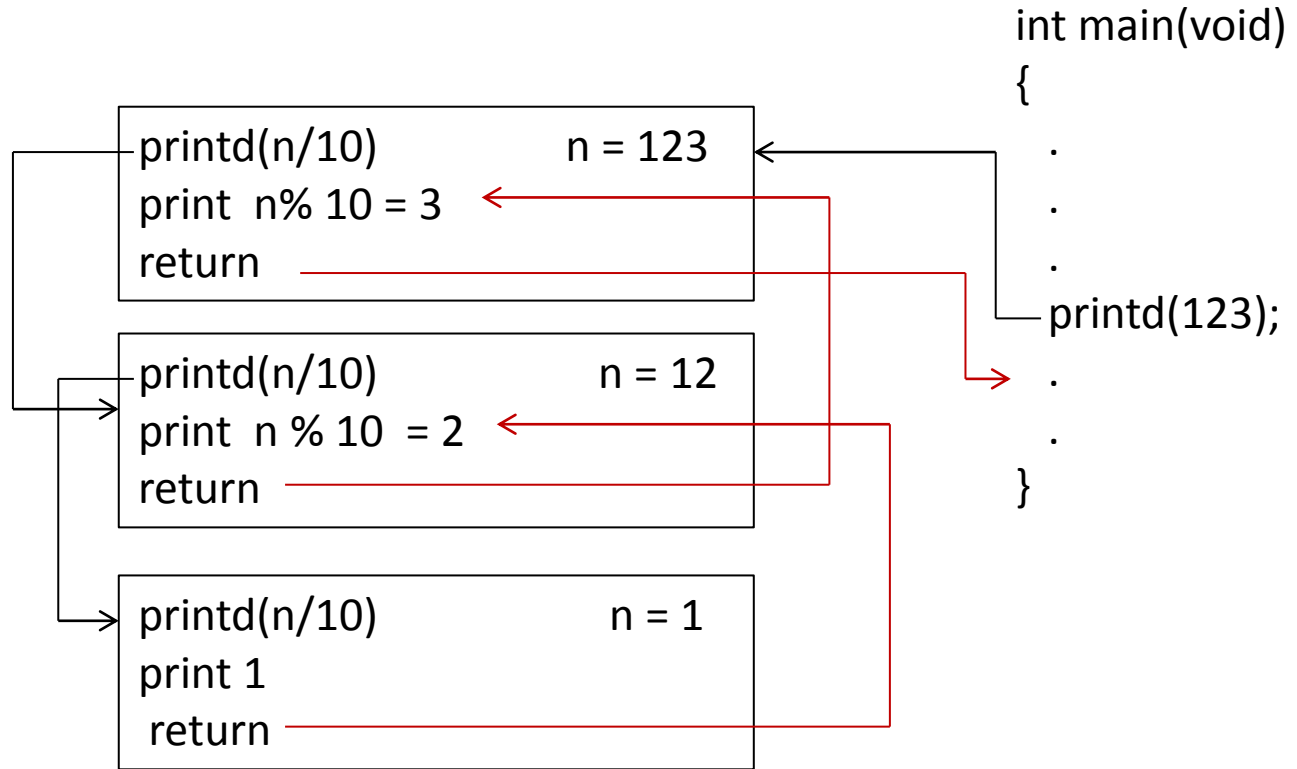 int main(void)
{
.
.
.
printd(123);
.
.
}
printd(n/10) n = 123
print n% 10 = 3
return
printd(n/10) n = 12
print n % 10 = 2
return
printd(n/10) n = 1
print 1
return